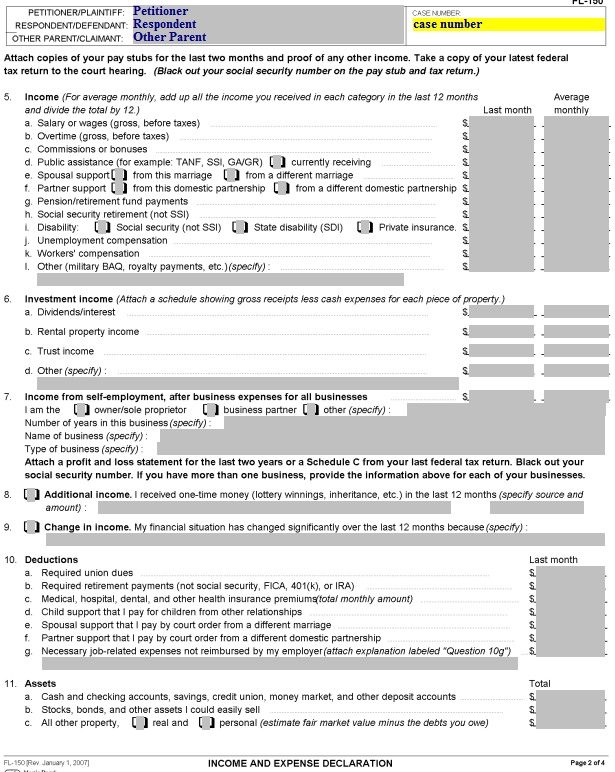 FL-150
PETITIONER/PLAINTIFF: Petitioner
RESPONDENT/DEFENDANT: Respondent
OTHER PARENT/CLAIMANT: Other Parent
CASE NUMBER:
case number
Attach copies of your pay stubs for the last two months and proof of any other income. Take a copy of your latest federal
tax return to the court hearing. (Black out your social security number on the pay stub and tax return.)
5. Income (For average monthly, add up all the income you received in each category in the last 12 months
and divide the total by 12.) Last month Average monthly
a. Salary or wages (gross, before taxes) $
b. Overtime (gross, before taxes) $
c. Commissions or bonuses $
d. Public assistance (for example: TANF, SSI, GA/GR) currently receiving $
e. Spousal support from this marriage from a different marriage $
f. Partner support from this domestic partnership from a different domestic partnership $
g. Pension/retirement fund payments $
h. Social security retirement (not SSI) $
i. Disability: Social security (not SSI) State disability (SDI) Private insurance. $
j. Unemployment compensation $
k. Workers' compensation $
l. Other (military BAQ, royalty payments, etc.) (specify) : $
6. Investment income (Attach a schedule showing gross receipts less cash expenses for each piece of property.)
a. Dividends/interest $
b. Rental property income $
c. Trust income $
d. Other (specify) : $
7. Income from self-employment, after business expenses for all businesses $
I am the owner/sole proprietor business partner other (specify) :
Number of years in this business (specify) :
Name of business (specify) :
Type of business (specify) :
Attach a profit and loss statement for the last two years or a Schedule C from your last federal tax return. Black out your
social security number. If you have more than one business, provide the information above for each of your businesses.
8. Additional income. I received one-time money (lottery winnings, inheritance, etc.) in the last 12 months (specify source and
amount) :
9. Change in income. My financial situation has changed significantly over the last 12 months because (specify) :
10. Deductions Last month
a. Required union dues $
b. Required retirement payments (not social security, FICA, 401(k), or IRA) $
c. Medical, hospital, dental, and other health insurance premiums (total monthly amount) $
d. Child support that I pay for children from other relationships $
e. Spousal support that I pay by court order from a different marriage $
f. Partner support that I pay by court order from a different domestic partnership $
g. Necessary job-related expenses not reimbursed by my employer (attach explanation labeled "Question 10g") $
11. Assets Total
a. Cash and checking accounts, savings, credit union, money market, and other deposit accounts $
b. Stocks, bonds, and other assets I could easily sell $
c. All other property, real and personal (estimate fair market value minus the debts you owe) $
FL-150 [Rev. January 1, 2007] INCOME AND EXPENSE DECLARATION Page 2 of 4